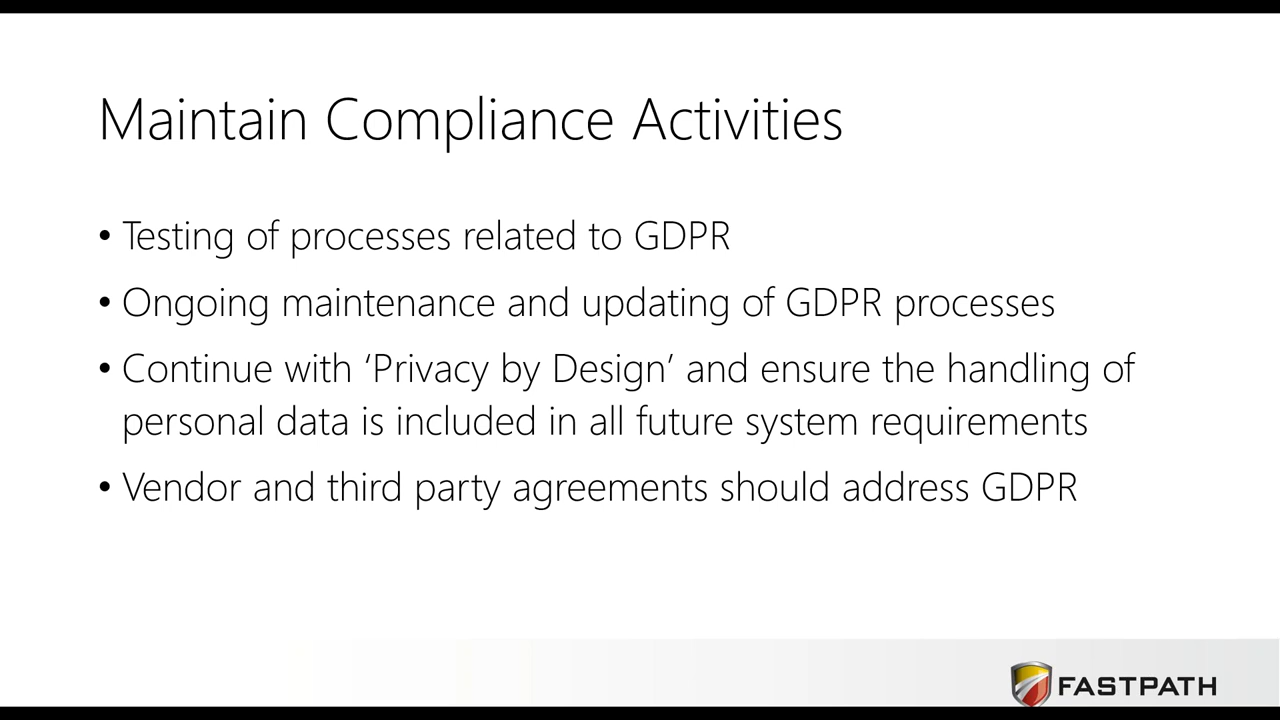 Maintain Compliance Activities
• Testing of processes related to GDPR
• Ongoing maintenance and updating of GDPR processes
• Continue with ‘Privacy by Design’ and ensure the handling of
personal data is included in all future system requirements
• Vendor and third party agreements should address GDPR
FASTPATH